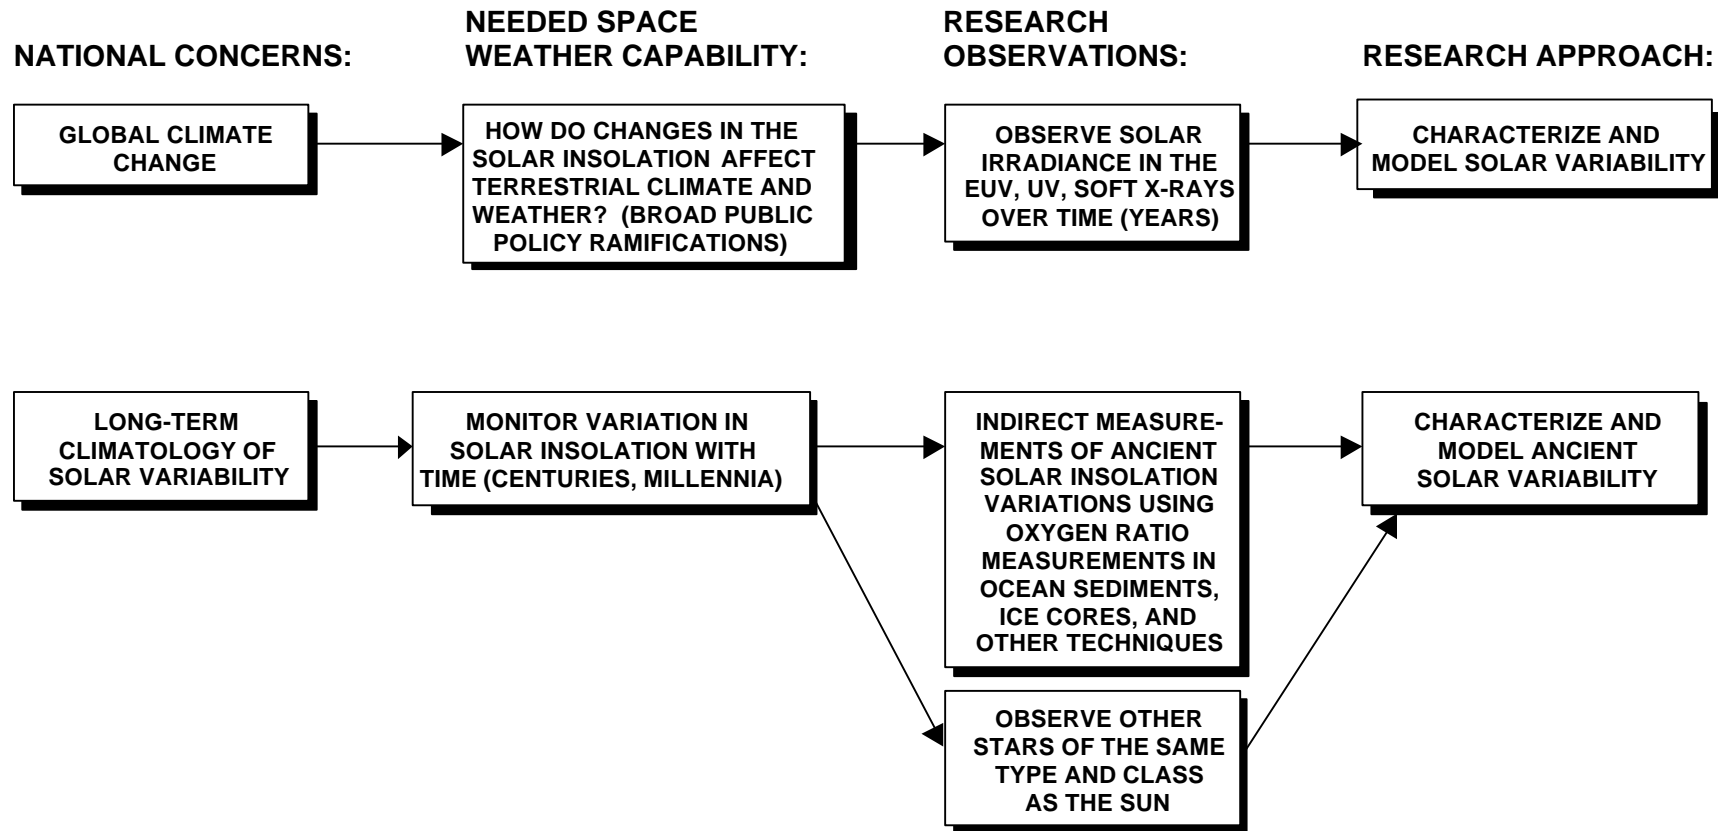 NATIONAL CONCERNS:
NEEDED SPACE
WEATHER CAPABILITY:
RESEARCH
OBSERVATIONS:
RESEARCH APPROACH:
GLOBAL CLIMATE
CHANGE
HOW DO CHANGES IN THE
SOLAR INSOLATION AFFECT
TERRESTRIAL CLIMATE AND
WEATHER? (BROAD PUBLIC
POLICY RAMIFICATIONS)
OBSERVE SOLAR
IRRADIANCE IN THE
EUV, UV, SOFT X-RAYS
OVER TIME (YEARS)
CHARACTERIZE AND
MODEL SOLAR VARIABILITY
LONG-TERM
CLIMATOLOGY OF
SOLAR VARIABILITY
MONITOR VARIATION IN
SOLAR INSOLATION WITH
TIME (CENTURIES, MILLENNIA)
INDIRECT MEASURE-
MENTS OF ANCIENT
SOLAR INSOLATION
VARIATIONS USING
OXYGEN RATIO
MEASUREMENTS IN
OCEAN SEDIMENTS,
ICE CORES, AND
OTHER TECHNIQUES
CHARACTERIZE AND
MODEL ANCIENT
SOLAR VARIABILITY
OBSERVE OTHER
STARS OF THE SAME
TYPE AND CLASS
AS THE SUN